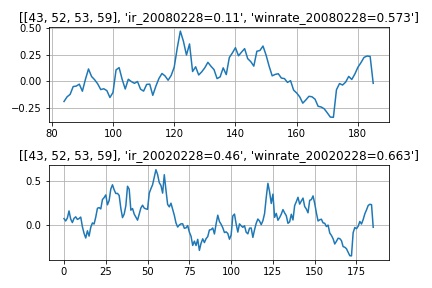 [[43, 52, 53, 59], 'ir_20080228=0.11', 'winrate_20080228=0.573']
0.50
0.25
0.00
−0.25
80 100 120 140 160 180
[[43, 52, 53, 59], 'ir_20020228=0.46', 'winrate_20020228=0.663']
0.5
0.0
0 25 50 75 100 125 150 175